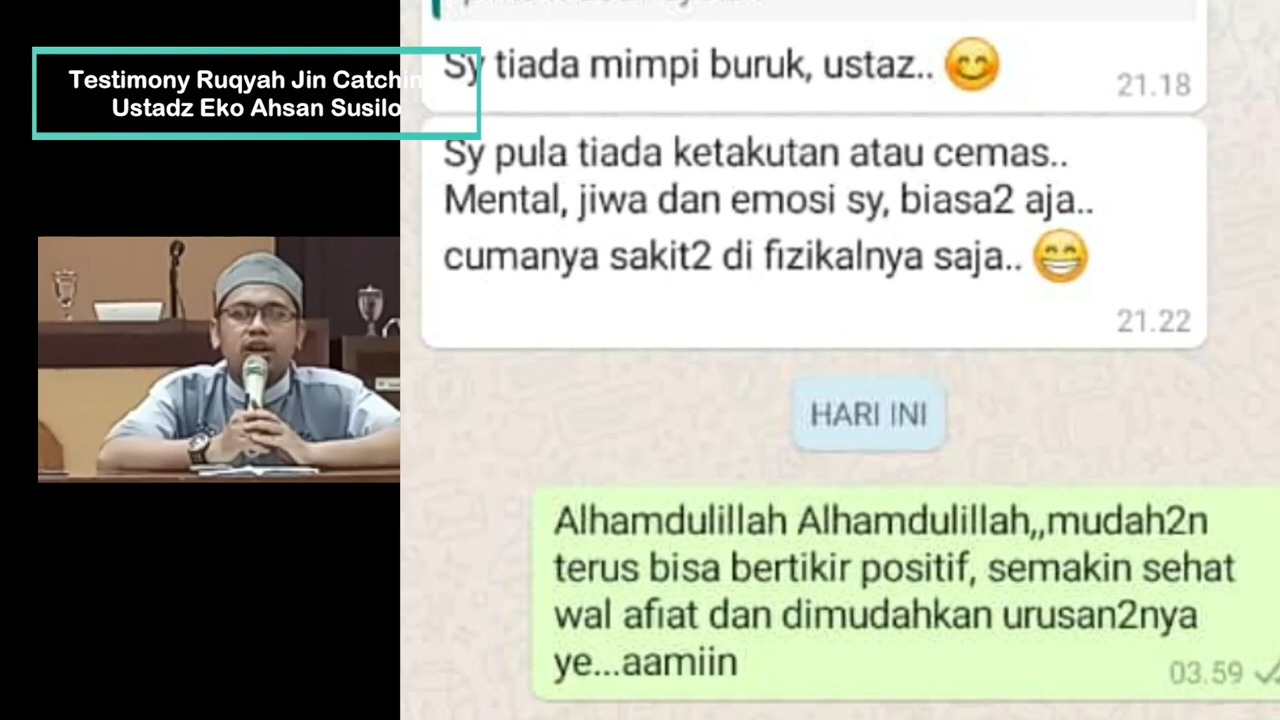 Testimony Ruqyah Jin Catchin
Ustadz Eko Ahsan Susilo
Sy tiada mimpi buruk, ustaz.. 😊
21.18
Sy pula tiada ketakutan atau cemas..
Mental, jiwa dan emosi sy, biasa2 aja..
cumanya sakit2 di fizikalnya saja.. 😁
21.22
HARI INI
Alhamdulillah Alhamdulillah,,mudah2n
terus bisa bertikir positif, semakin sehat
wal afiat dan dimudahkan urusan2nya
ye...aamiin
03.59